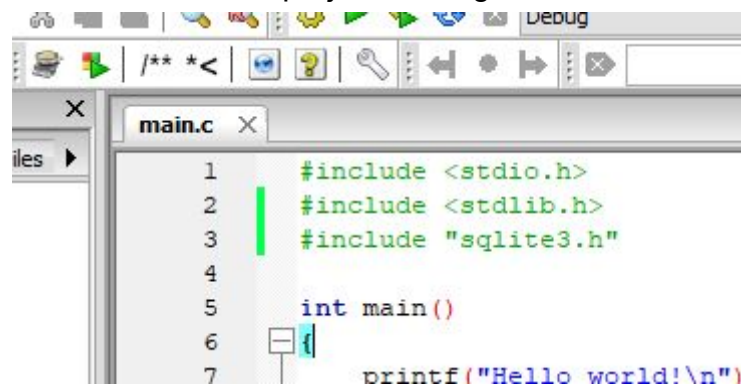 Debug
/** *<
main.c
iles
1 #include <stdio.h>
2 #include <stdlib.h>
3 #include "sqlite3.h"
4
5 int main()
6 {
7 printf("Hello world!\n")